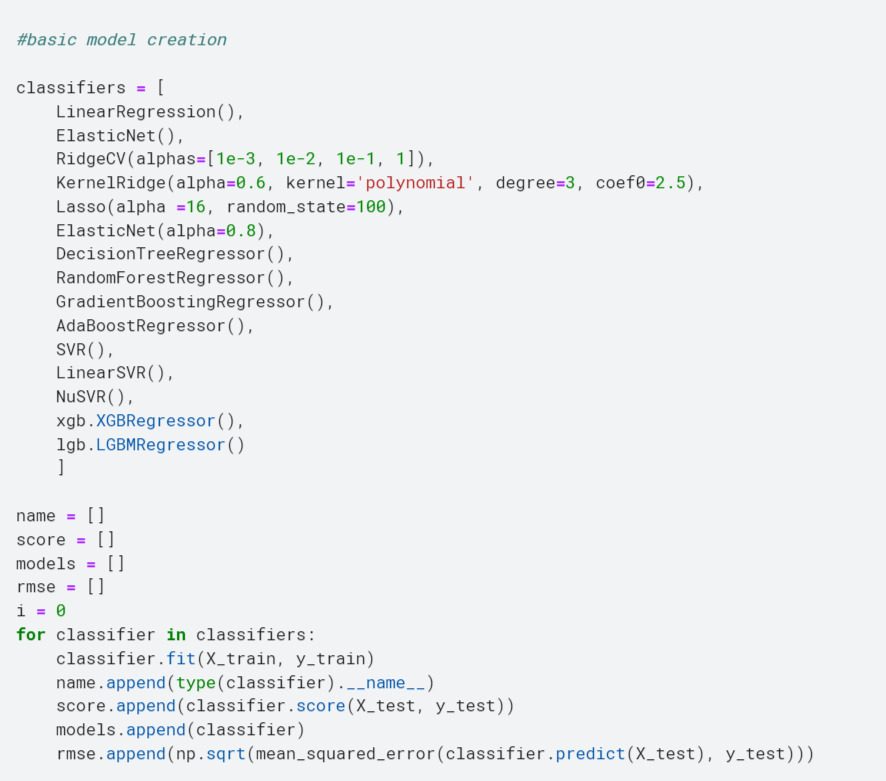 #basic model creation
classifiers = [
    LinearRegression(),
    ElasticNet(),
    RidgeCV(alphas=[1e-3, 1e-2, 1e-1, 1]),
    KernelRidge(alpha=0.6, kernel='polynomial', degree=3, coef0=2.5),
    Lasso(alpha =16, random_state=100),
    ElasticNet(alpha=0.8),
    DecisionTreeRegressor(),
    RandomForestRegressor(),
    GradientBoostingRegressor(),
    AdaBoostRegressor(),
    SVR(),
    LinearSVR(),
    NuSVR(),
    xgb.XGBRegressor(),
    lgb.LGBMRegressor()
    ]
name = []
score = []
models = []
rmse = []
i = 0
for classifier in classifiers:
    classifier.fit(X_train, y_train)
    name.append(type(classifier).__name__)
    score.append(classifier.score(X_test, y_test))
    models.append(classifier)
    rmse.append(np.sqrt(mean_squared_error(classifier.predict(X_test), y_test)))